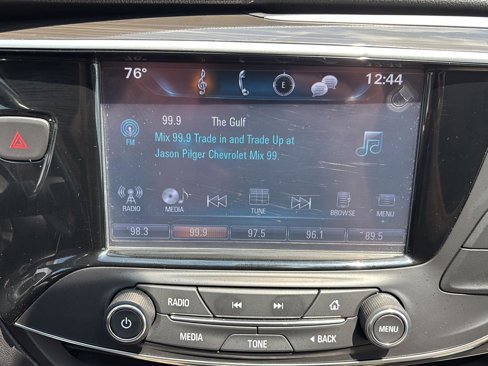 76°
E
12:44
99.9 The Gulf
FM
Mix 99.9 Trade in and Trade Up at
Jason Pilger Chevrolet Mix 99.
RADIO
MEDIA
TUNE
BROWSE
MENU
98.3
99.9
97.5
96.1
89.5
RADIO
MEDIA
TONE
BACK
MENU